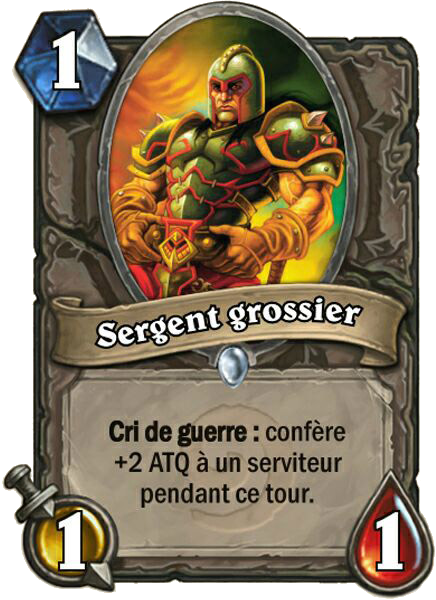 1
Sergent grossier
Cri de guerre : confère
+2 ATQ à un serviteur
pendant ce tour.
1
1